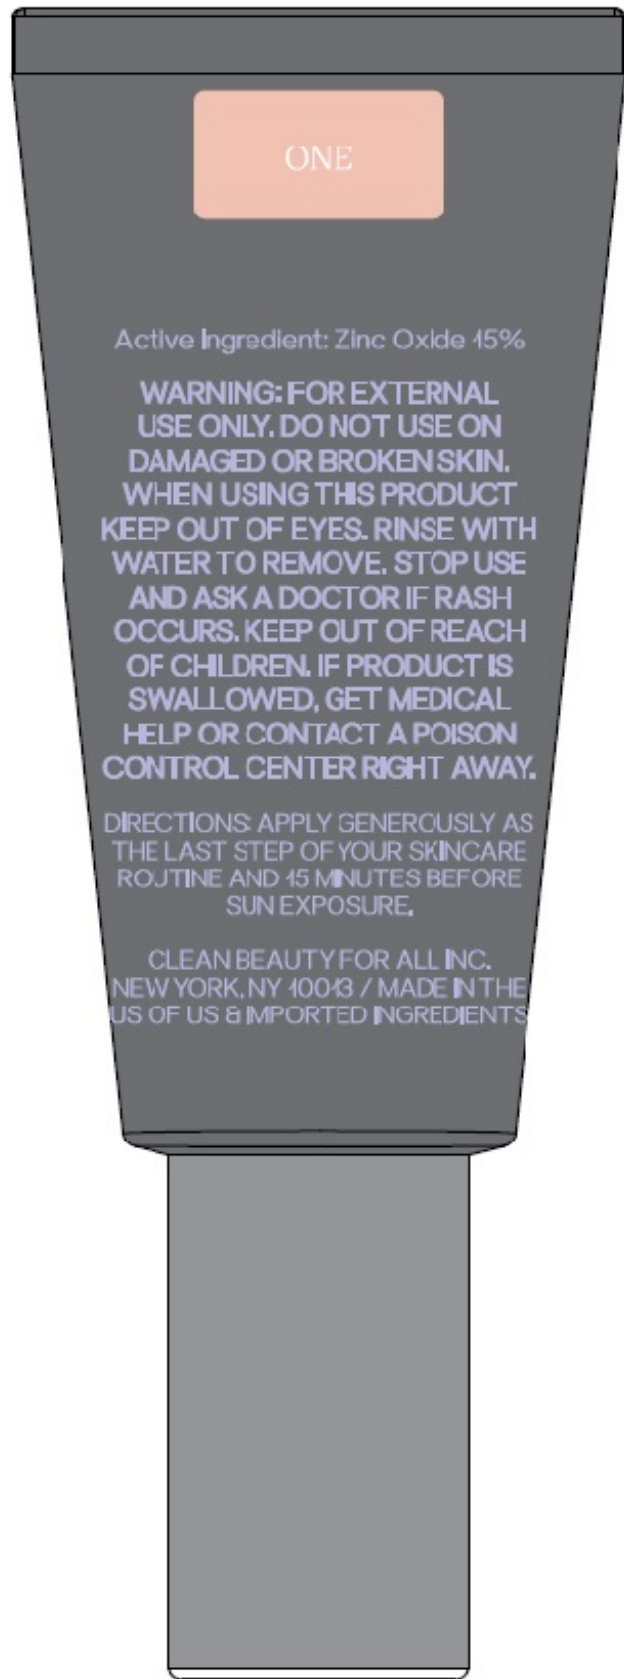 ONE
Active Ingredient: Zinc Oxide 15%
WARNING: FOR EXTERNAL
USE ONLY. DO NOT USE ON
DAMAGED OR BROKEN SKIN.
WHEN USING THIS PRODUCT
KEEP OUT OF EYES. RINSE WITH
WATER TO REMOVE. STOP USE
AND ASK A DOCTOR IF RASH
OCCURS. KEEP OUT OF REACH
OF CHILDREN. IF PRODUCT IS
SWALLOWED, GET MEDICAL
HELP OR CONTACT A POISON
CONTROL CENTER RIGHT AWAY.
DIRECTIONS: APPLY GENEROUSLY AS
THE LAST STEP OF YOUR SKINCARE
ROUTINE AND 15 MINUTES BEFORE
SUN EXPOSURE.
CLEAN BEAUTY FOR ALL INC.
NEW YORK, NY 10013 / MADE IN THE
US OF US & IMPORTED INGREDIENTS